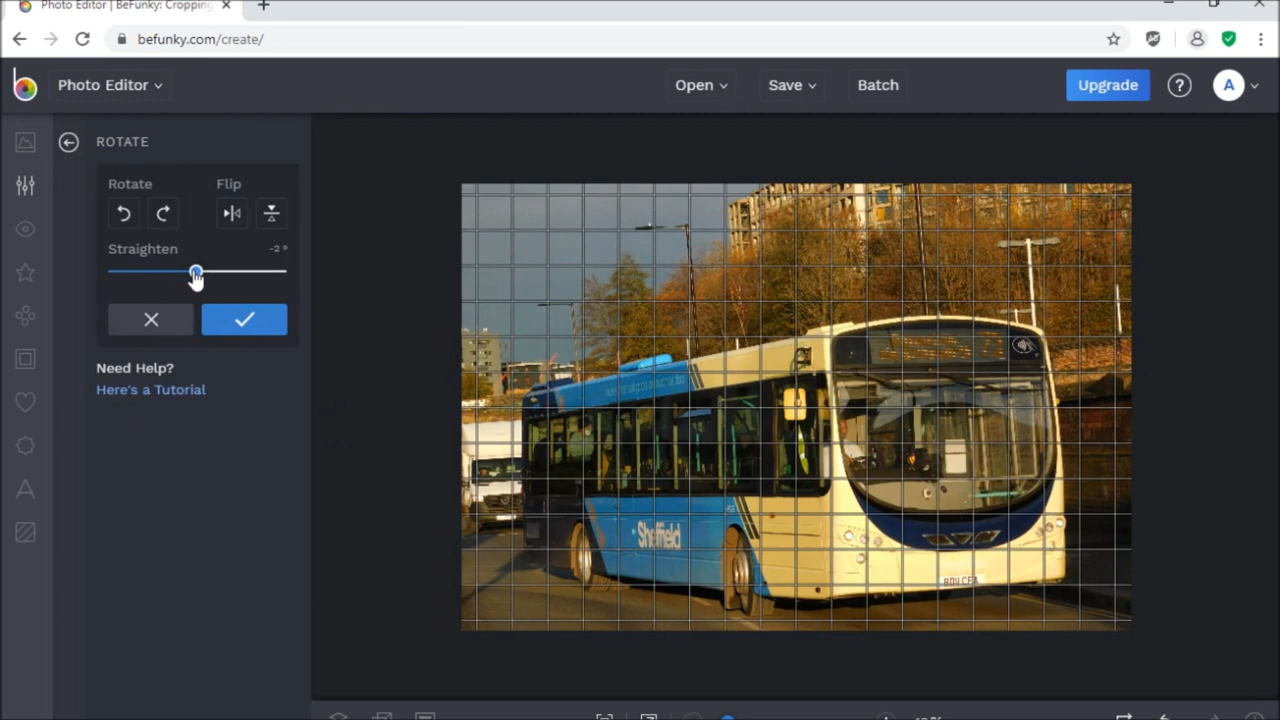 Photo Editor | BeFunky: Cropping
befunky.com/create/
Photo Editor
Open
Save
Batch
Upgrade
A
ROTATE
Rotate
Flip
Straighten
-2 °
Need Help?
Here's a Tutorial
Sheffield